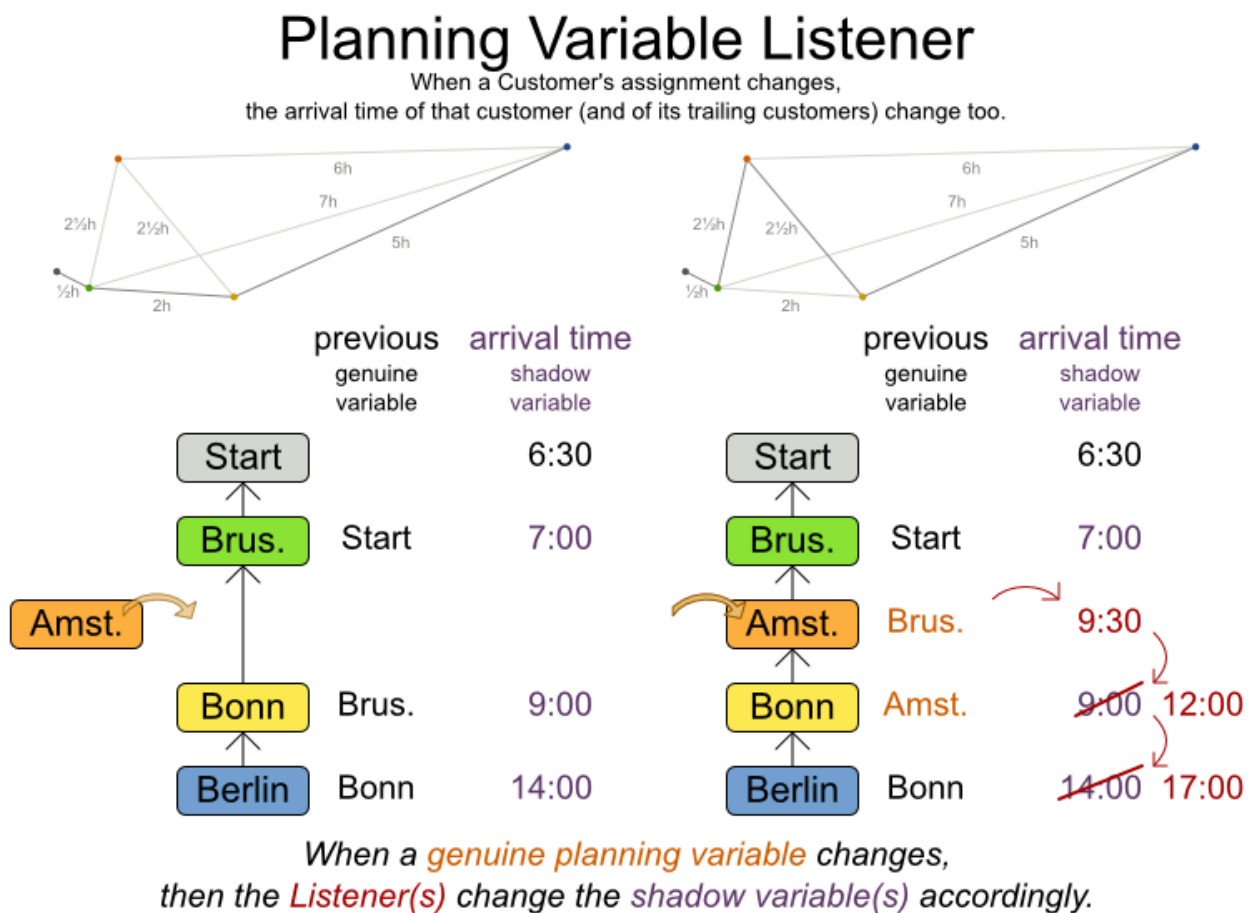 Planning Variable Listener
When a Customer's assignment changes,
the arrival time of that customer (and of its trailing customers) change too.
6h
7h
2½h
2½h
5h
½h
2h
6h
7h
2½h
2½h
5h
½h
2h
previous arrival time
genuine shadow
variable variable
previous arrival time
genuine shadow
variable variable
Start 6:30
Brus. Start 7:00
Amst.
Bonn Brus. 9:00
Berlin Bonn 14:00
Start 6:30
Brus. Start 7:00
Amst. Brus. 9:30
Bonn Amst. 9:00 12:00
Berlin Bonn 14:00 17:00
When a genuine planning variable changes,
then the Listener(s) change the shadow variable(s) accordingly.